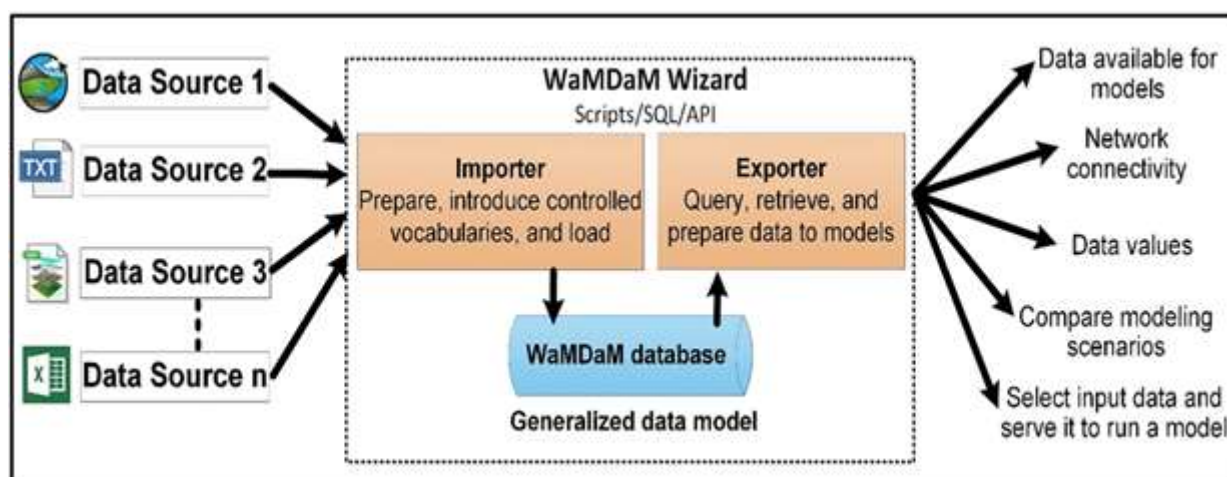 Data Source 1
TXT
Data Source 2
Data Source 3
X
Data Source n
WaMDaM Wizard
Scripts/SQL/API
Importer
Prepare, introduce controlled
vocabularies, and load
Exporter
Query, retrieve, and
prepare data to models
WaMDaM database
Generalized data model
Data available for
models
Network
connectivity
Data values
Compare modeling
scenarios
Select input data and
serve it to run a model